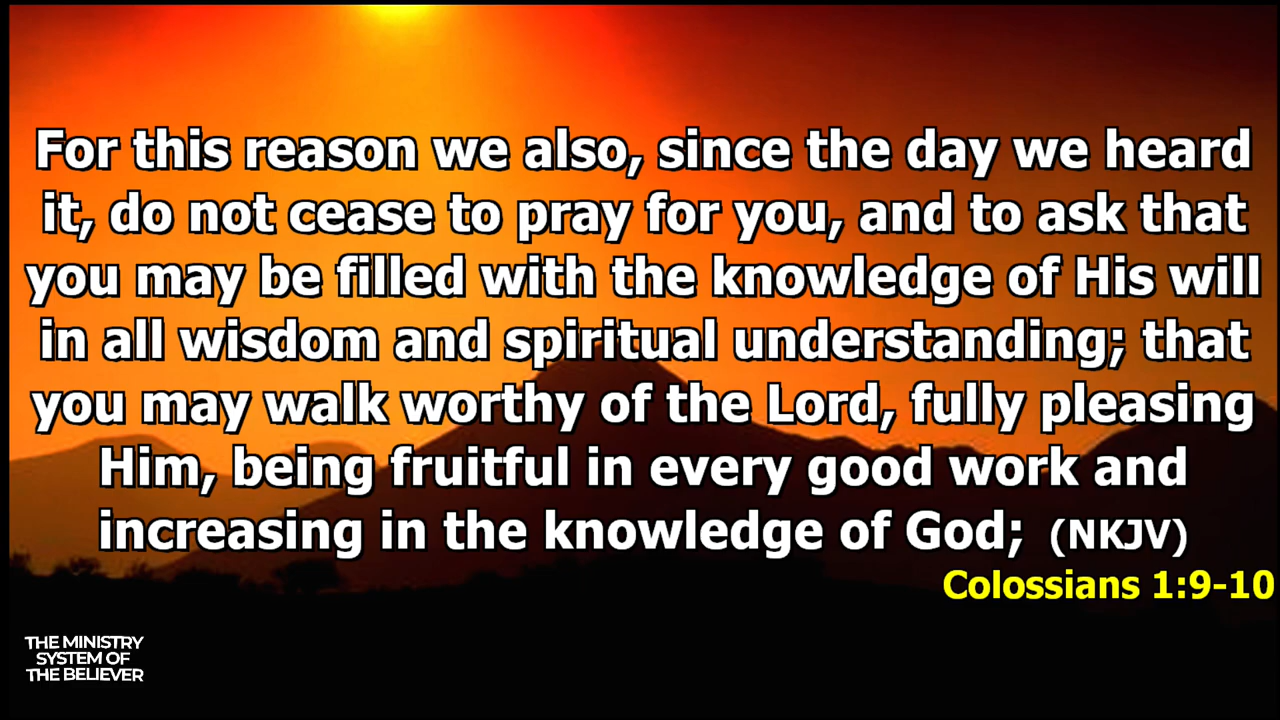 For this reason we also, since the day we heard
it, do not cease to pray for you, and to ask that
you may be filled with the knowledge of His will
in all wisdom and spiritual understanding; that
you may walk worthy of the Lord, fully pleasing
Him, being fruitful in every good work and
increasing in the knowledge of God; (NKJV)
Colossians 1:9-10
THE MINISTRY
SYSTEM OF
THE BELIEVER